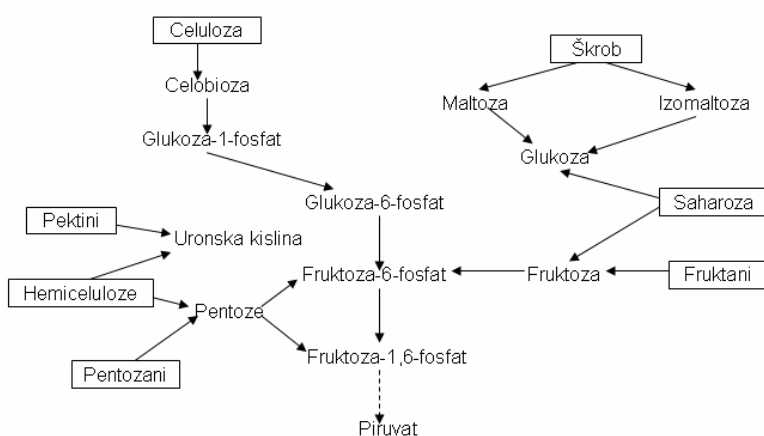 Celuloza
Škrob
Celobioza
Maltoza
Izomaltoza
Glukoza-1-fosfat
Glukoza
Glukoza-6-fosfat
Saharoza
Pektini
Uronska kislina
Hemiceluloze
Fruktoza-6-fosfat
Fruktoza
Fruktani
Pentoze
Fruktoza-1,6-fosfat
Pentozani
Piruvat